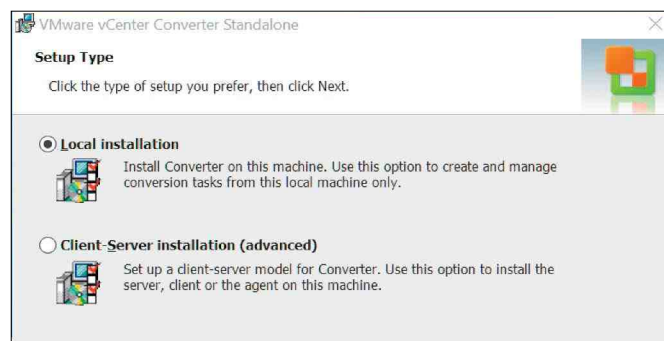 VMware vCenter Converter Standalone
Setup Type
Click the type of setup you prefer, then click Next.
Local installation
Install Converter on this machine. Use this option to create and manage
conversion tasks from this local machine only.
Client-Server installation (advanced)
Set up a client-server model for Converter. Use this option to install the
server, client or the agent on this machine.